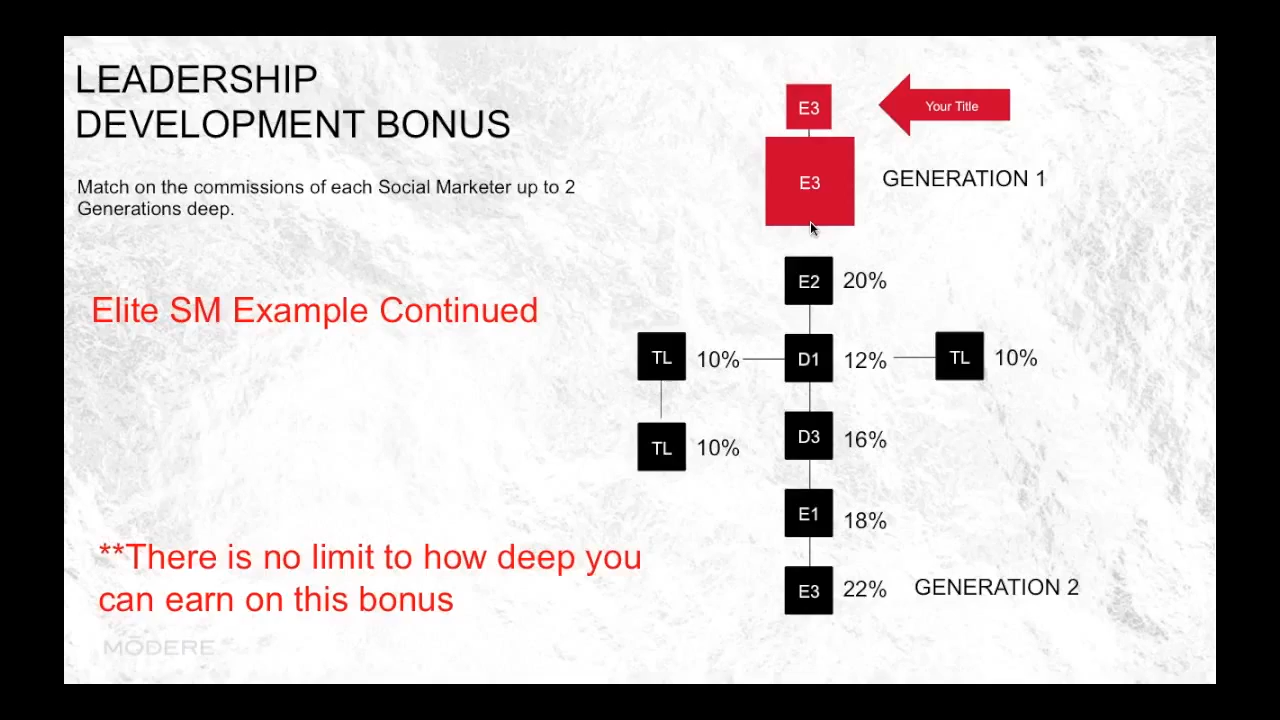 LEADERSHIP
DEVELOPMENT BONUS
Match on the commissions of each Social Marketer up to 2
Generations deep.
Elite SM Example Continued
**There is no limit to how deep you
can earn on this bonus
MŌDERE
E3
Your Title
E3
GENERATION 1
E2 20%
TL 10% D1 12% TL 10%
TL 10% D3 16%
E1 18%
E3 22% GENERATION 2